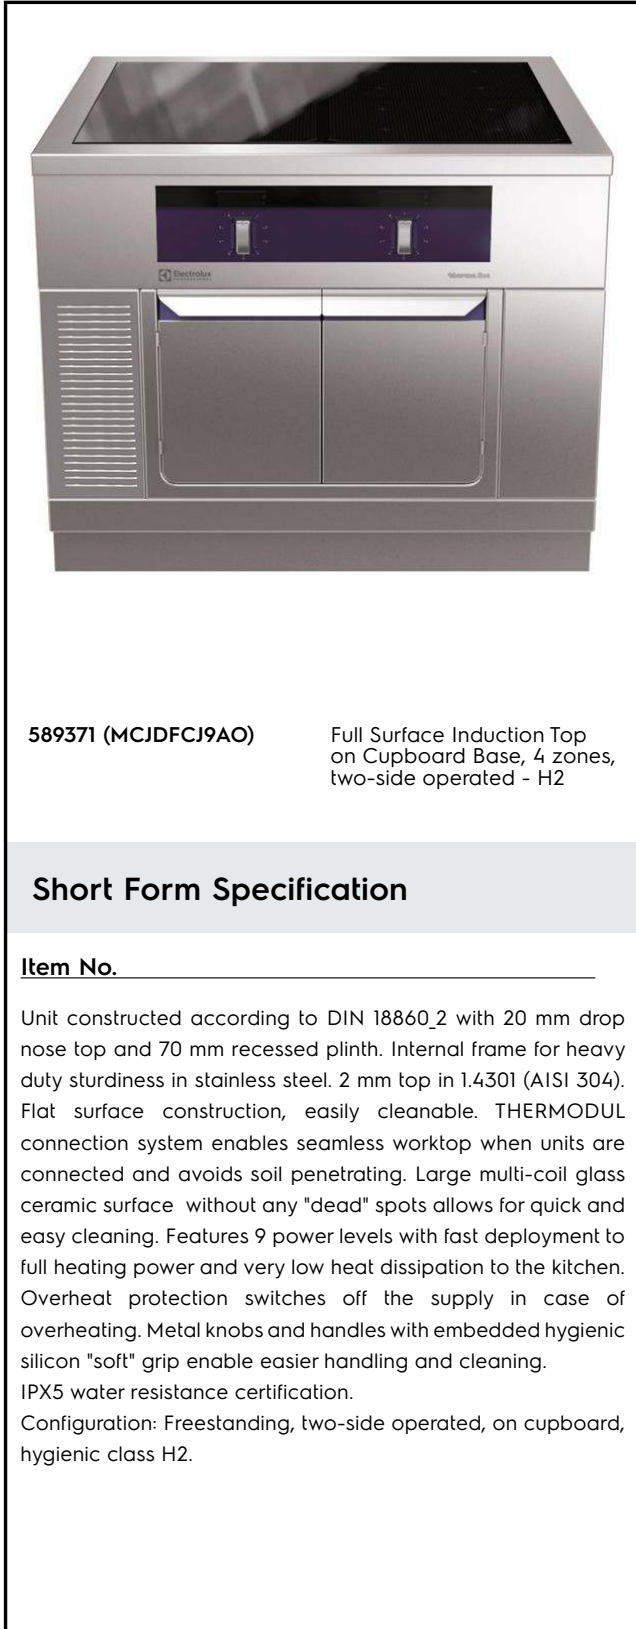 Electrolux
PROFESSIONAL
589371 (MCJDFCJ9AO)
Full Surface Induction Top
on Cupboard Base, 4 zones,
two-side operated - H2
Short Form Specification
Item No.
Unit constructed according to DIN 18860_2 with 20 mm drop
nose top and 70 mm recessed plinth. Internal frame for heavy
duty sturdiness in stainless steel. 2 mm top in 1.4301 (AISI 304).
Flat surface construction, easily cleanable. THERMODUL
connection system enables seamless worktop when units are
connected and avoids soil penetrating. Large multi-coil glass
ceramic surface without any "dead" spots allows for quick and
easy cleaning. Features 9 power levels with fast deployment to
full heating power and very low heat dissipation to the kitchen.
Overheat protection switches off the supply in case of
overheating. Metal knobs and handles with embedded hygienic
silicon "soft" grip enable easier handling and cleaning.
IPX5 water resistance certification.
Configuration: Freestanding, two-side operated, on cupboard,
hygienic class H2.